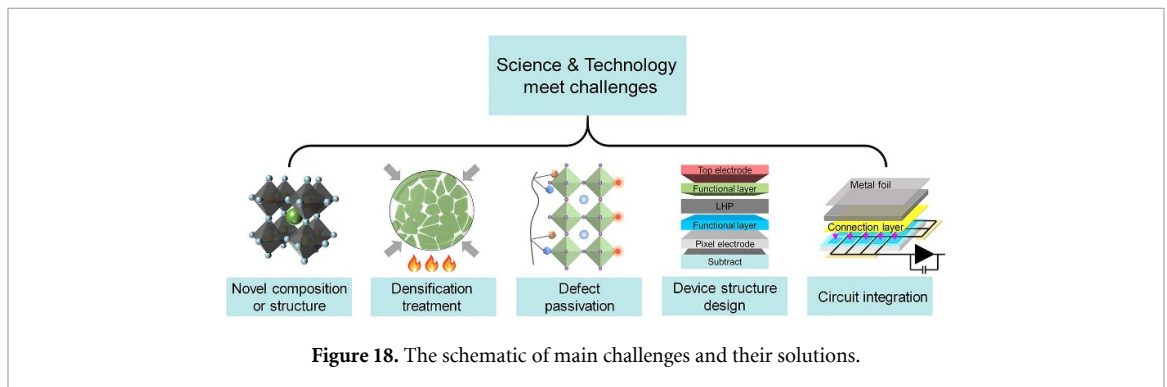 Science & Technology
meet challenges
Top electrode
Functional layer
LHP
Functional layer
Pixel electrode
Subtract
Metal foil
Connection layer
Novel composition
or structure
Densification
treatment
Defect
passivation
Device structure
design
Circuit integration
Figure 18. The schematic of main challenges and their solutions.